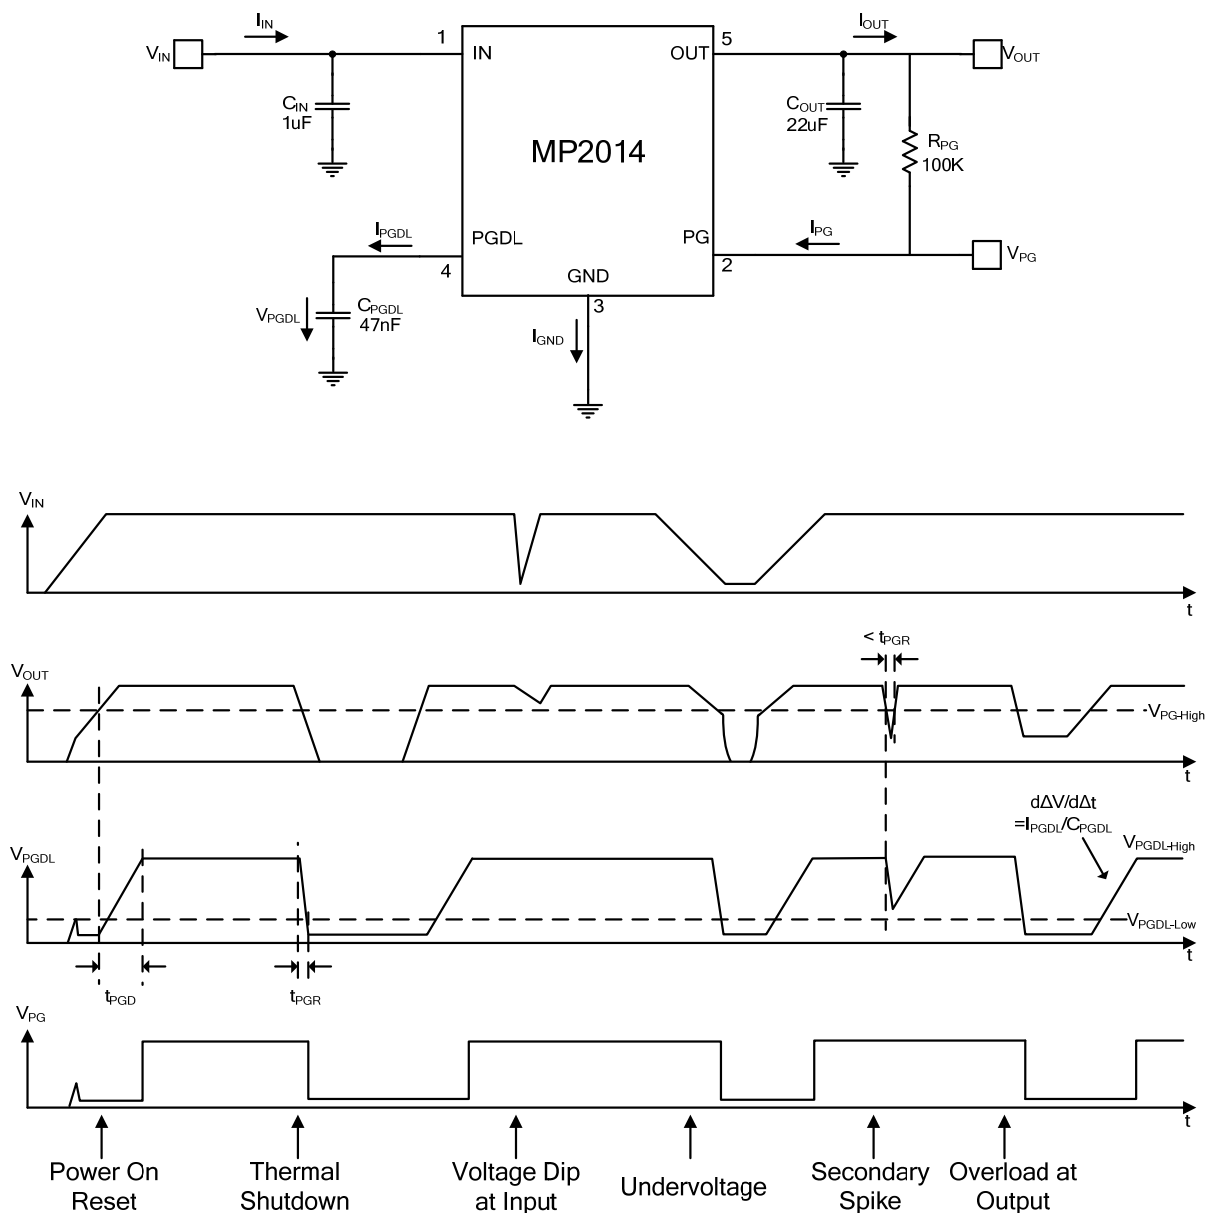 IIN
IOUT
VIN
1
IN
OUT
5
VOUT
CIN
1uF
COUT
22uF
RPG
100K
MP2014
IPGDL
PGDL
4
PG
2
IPG
VPG
GND
3
VPGDL
CPGDL
47nF
IGND
VIN
t
< tPGR
VOUT
VPG-High
t
dΔV/dΔt
=IPGDL/CPGDL
VPGDL
VPGDL-High
VPGDL-Low
t
tPGD
tPGR
VPG
t
Power On
Reset
Thermal
Shutdown
Voltage Dip
at Input
Undervoltage
Secondary
Spike
Overload at
Output